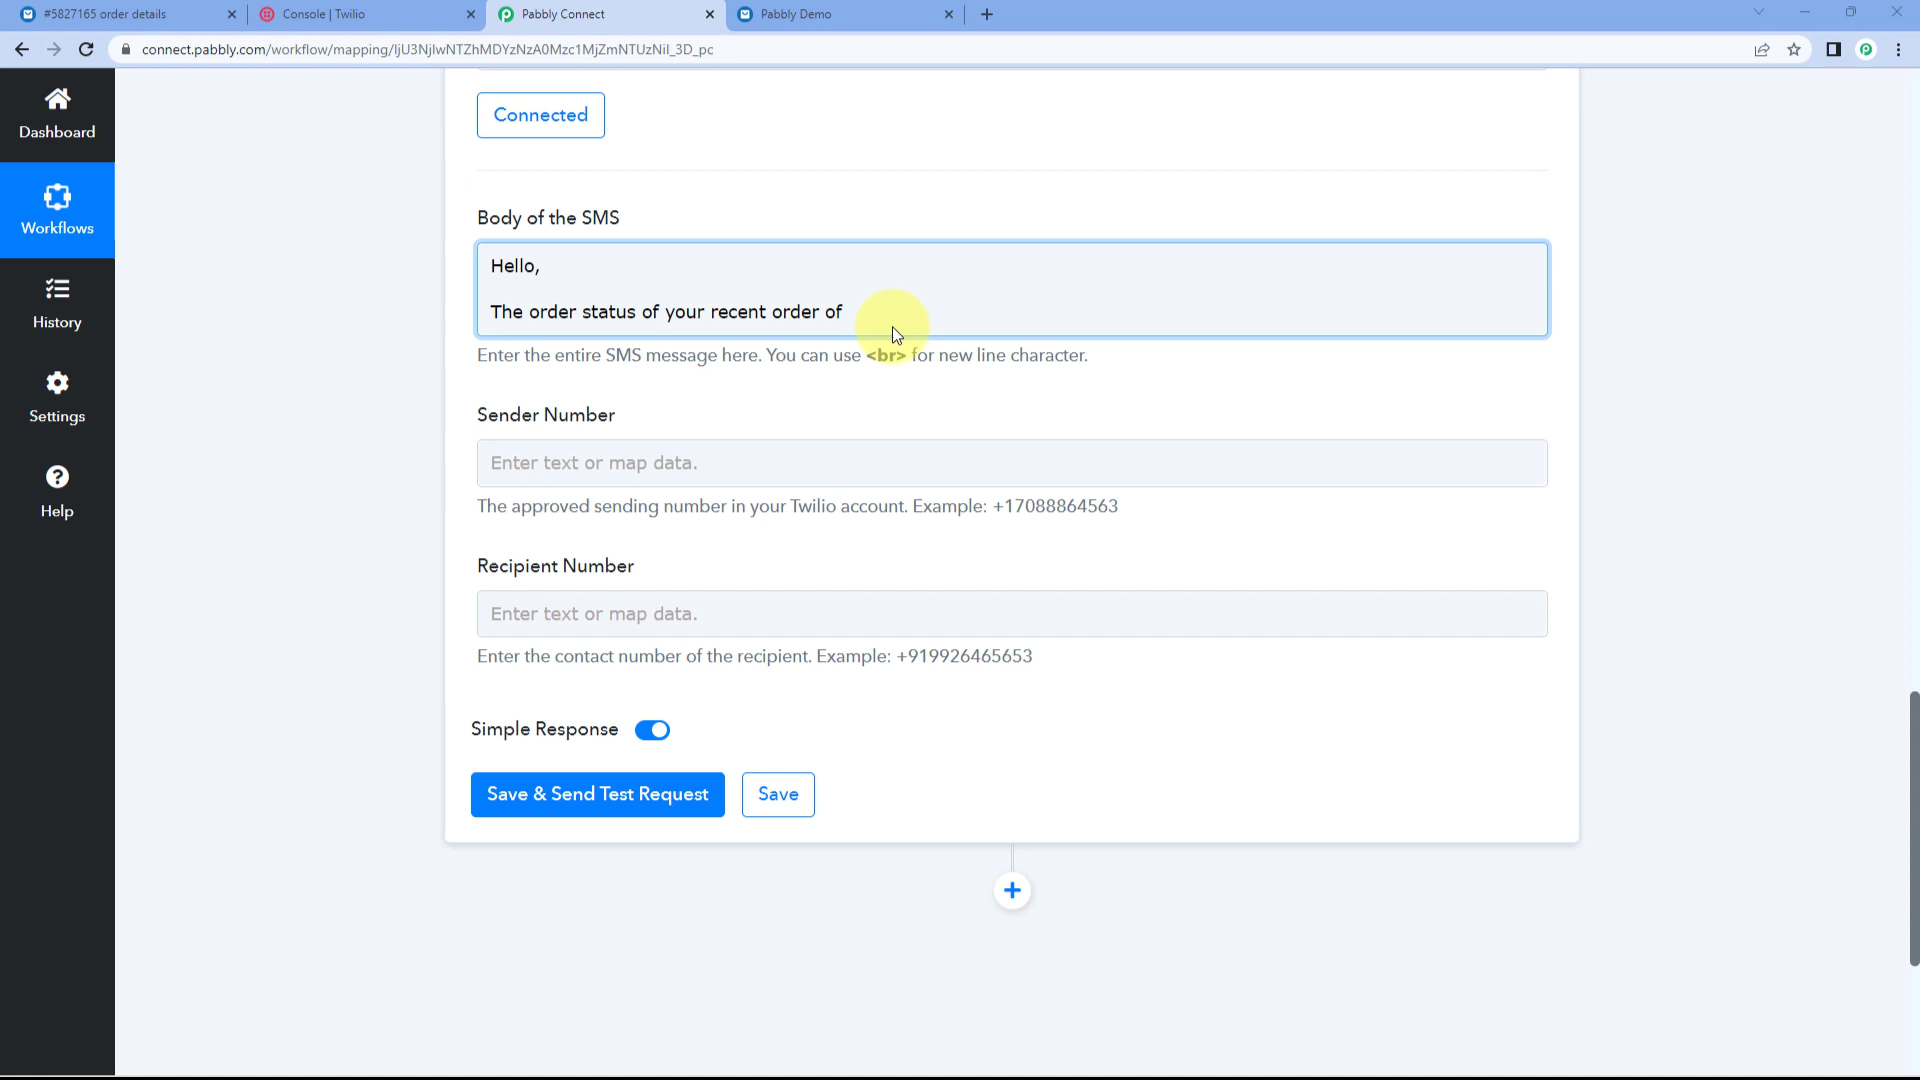 #5827165 order details
Console | Twilio
Pabbly Connect
Pabbly Demo
connect.pabbly.com/workflow/mapping/IjU3NjIwNTZhMDYzNzA0Mzc1MjZmNTUzNiI_3D_pc
Dashboard
Workflows
History
Settings
Help
Connected
Body of the SMS
Hello,
The order status of your recent order of
Enter the entire SMS message here. You can use <br> for new line character.
Sender Number
Enter text or map data.
The approved sending number in your Twilio account. Example: +17088864563
Recipient Number
Enter text or map data.
Enter the contact number of the recipient. Example: +919926465653
Simple Response
Save & Send Test Request
Save